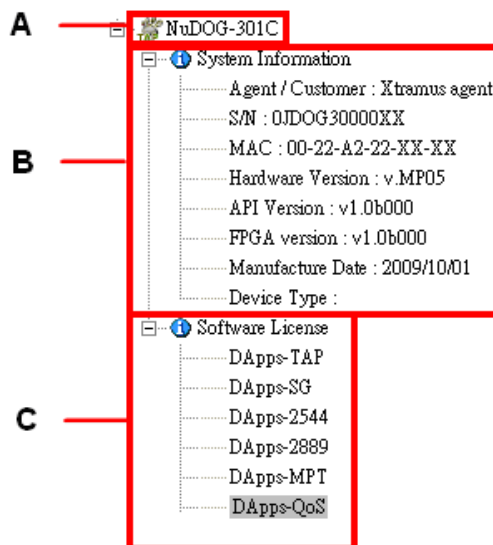 A
NuDOG-301C
B
System Information
Agent / Customer : Xtramus agent
S/N : 0JDOG30000XX
MAC : 00-22-A2-22-XX-XX
Hardware Version : v.MP05
API Version : v1.0b000
FPGA version : v1.0b000
Manufacture Date : 2009/10/01
Device Type :
C
Software License
DApps-TAP
DApps-SG
DApps-2544
DApps-2889
DApps-MPT
DApps-QoS